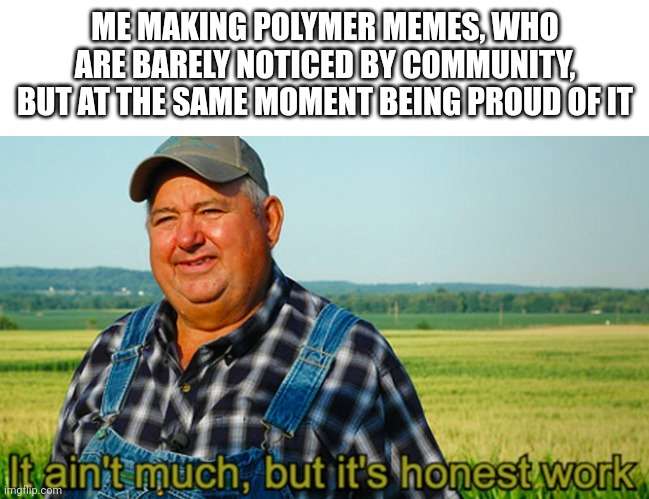 ME MAKING POLYMER MEMES, WHO
ARE BARELY NOTICED BY COMMUNITY,
BUT AT THE SAME MOMENT BEING PROUD OF IT
It ain't much, but it's honest work
imgflip.com